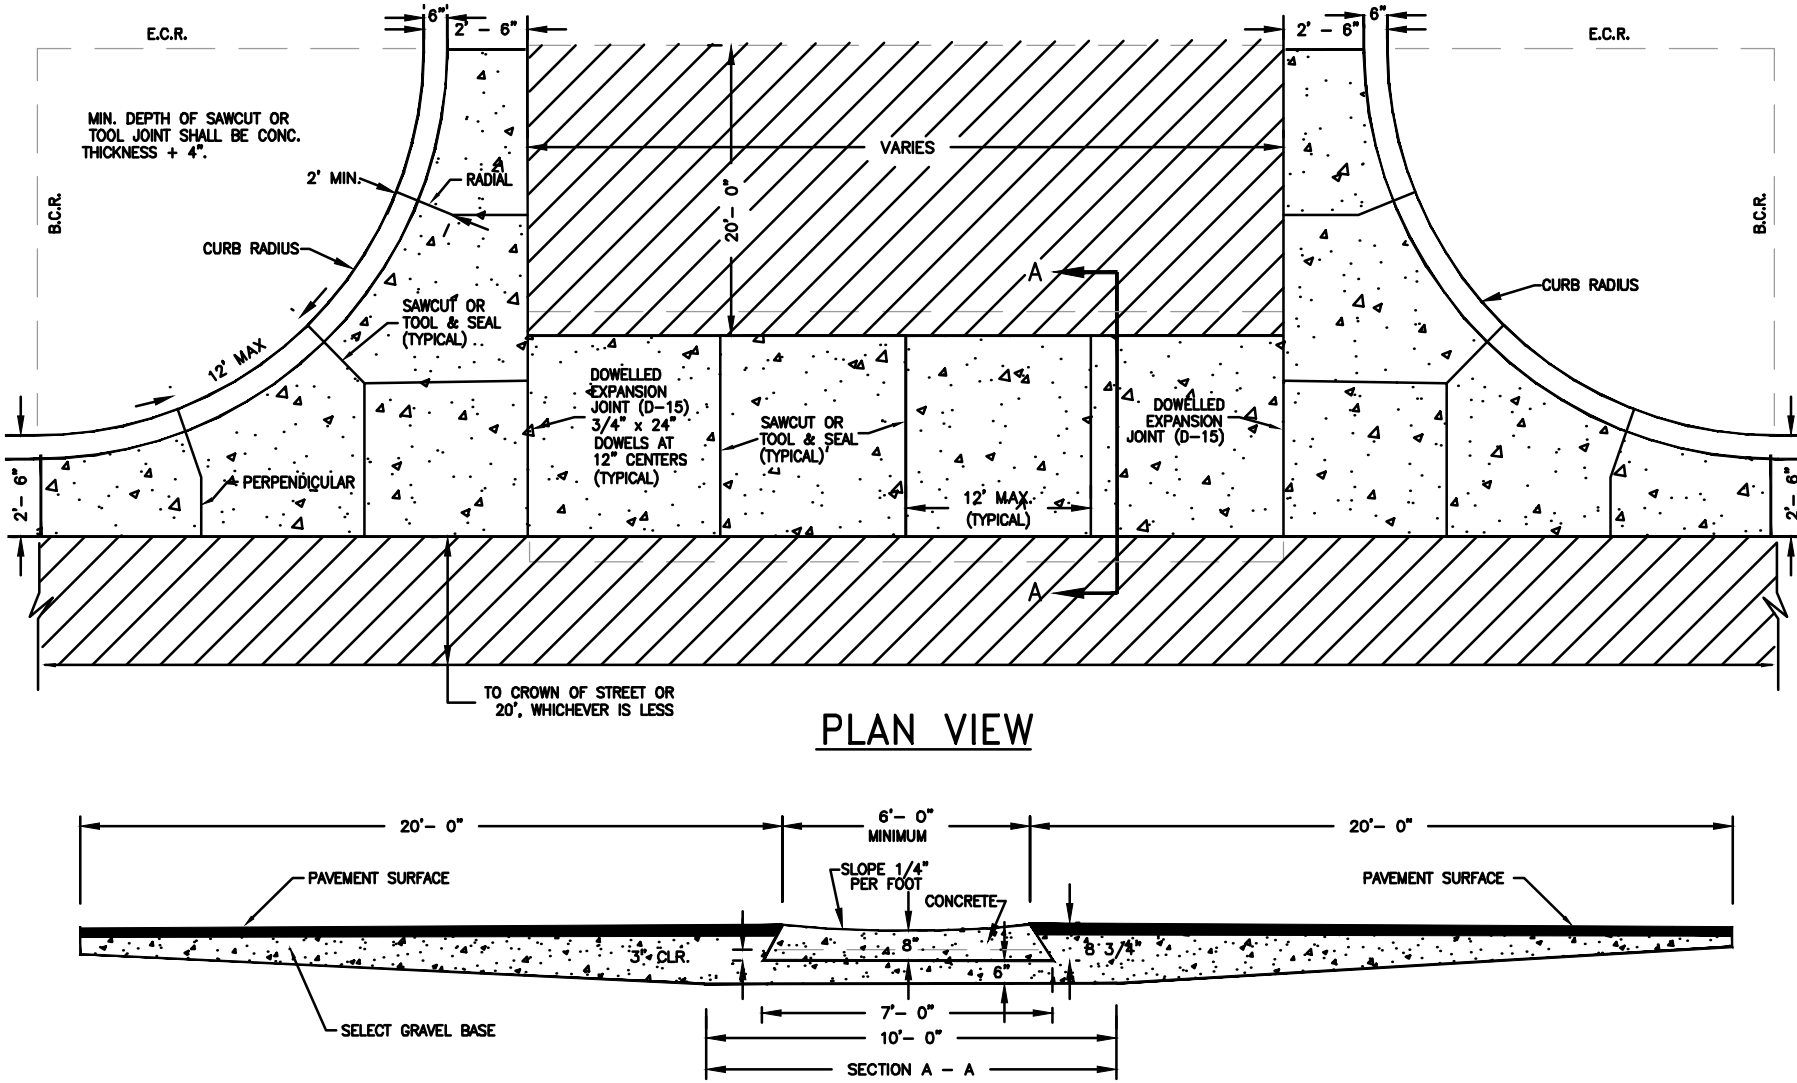 6" 2' - 6" 2' - 6" 6"
E.C.R. E.C.R.
MIN. DEPTH OF SAWCUT OR
TOOL JOINT SHALL BE CONC.
THICKNESS + 4".
VARIES
2' MIN. RADIAL
B.C.R. 20'- 0" B.C.R.
CURB RADIUS
A
CURB RADIUS
SAWCUT OR
TOOL & SEAL
(TYPICAL)
12' MAX
DOWELLED
EXPANSION
JOINT (D-15)
3/4" x 24"
DOWELS AT
12" CENTERS
(TYPICAL)
SAWCUT OR
TOOL & SEAL
(TYPICAL)
DOWELLED
EXPANSION
JOINT (D-15)
2'- 6" PERPENDICULAR 2'- 6"
12' MAX.
(TYPICAL)
A
TO CROWN OF STREET OR
20', WHICHEVER IS LESS
PLAN VIEW
20'- 0" 6'- 0" 20'- 0"
MINIMUM
PAVEMENT SURFACE SLOPE 1/4" PAVEMENT SURFACE
PER FOOT
CONCRETE
3" CLR. 8" 8 3/4"
6"
7'- 0"
SELECT GRAVEL BASE 10'- 0"
SECTION A - A